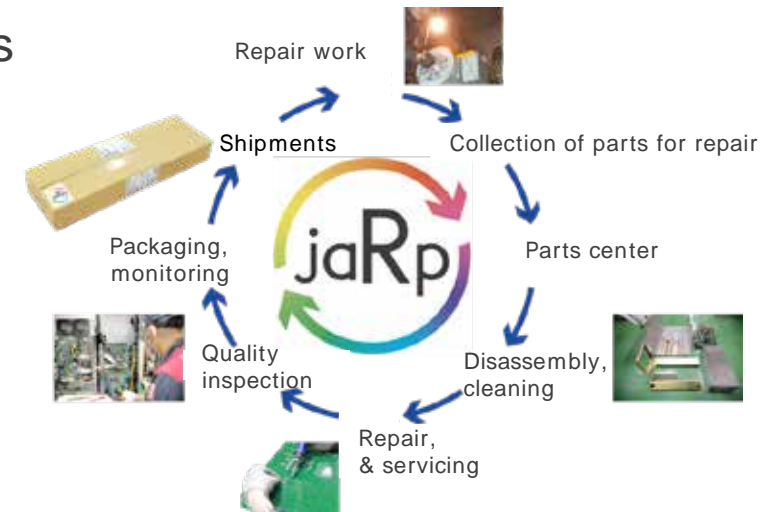 s
Repair work
Shipments
Collection of parts for repair
jaRp
Packaging,
monitoring
Parts center
Quality
inspection
Disassembly,
cleaning
Repair,
& servicing